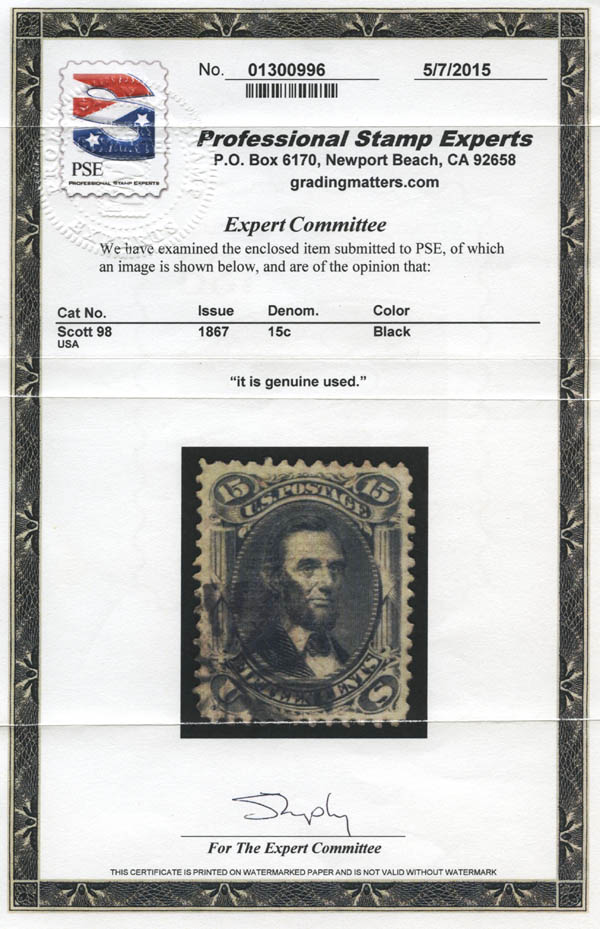 No. 01300996 5/7/2015
PSE
PROFESSIONAL STAMP EXPERTS
Professional Stamp Experts
P.O. Box 6170, Newport Beach, CA 92658
gradingmatters.com
Expert Committee
We have examined the enclosed item submitted to PSE, of which
an image is shown below, and are of the opinion that:
Cat No. Issue Denom. Color
Scott 98 1867 15c Black
USA
“it is genuine used.”
15 15
U.S. POSTAGE
FIFTEEN CENTS
U S
For The Expert Committee
THIS CERTIFICATE IS PRINTED ON WATERMARKED PAPER AND IS NOT VALID WITHOUT WATERMARK